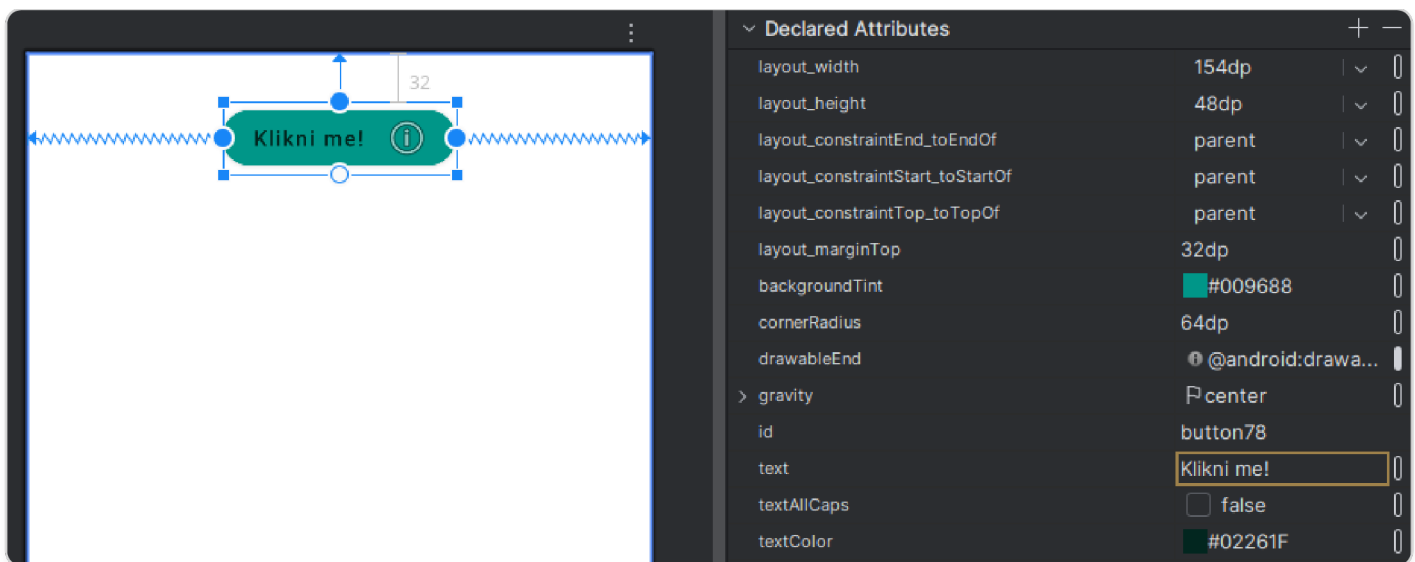 32
Klikni me!
Declared Attributes
layout_width 154dp
layout_height 48dp
layout_constraintEnd_toEndOf parent
layout_constraintStart_toStartOf parent
layout_constraintTop_toTopOf parent
layout_marginTop 32dp
backgroundTint #009688
cornerRadius 64dp
drawableEnd @android:drawa...
gravity center
id button78
text Klikni me!
textAllCaps false
textColor #02261F